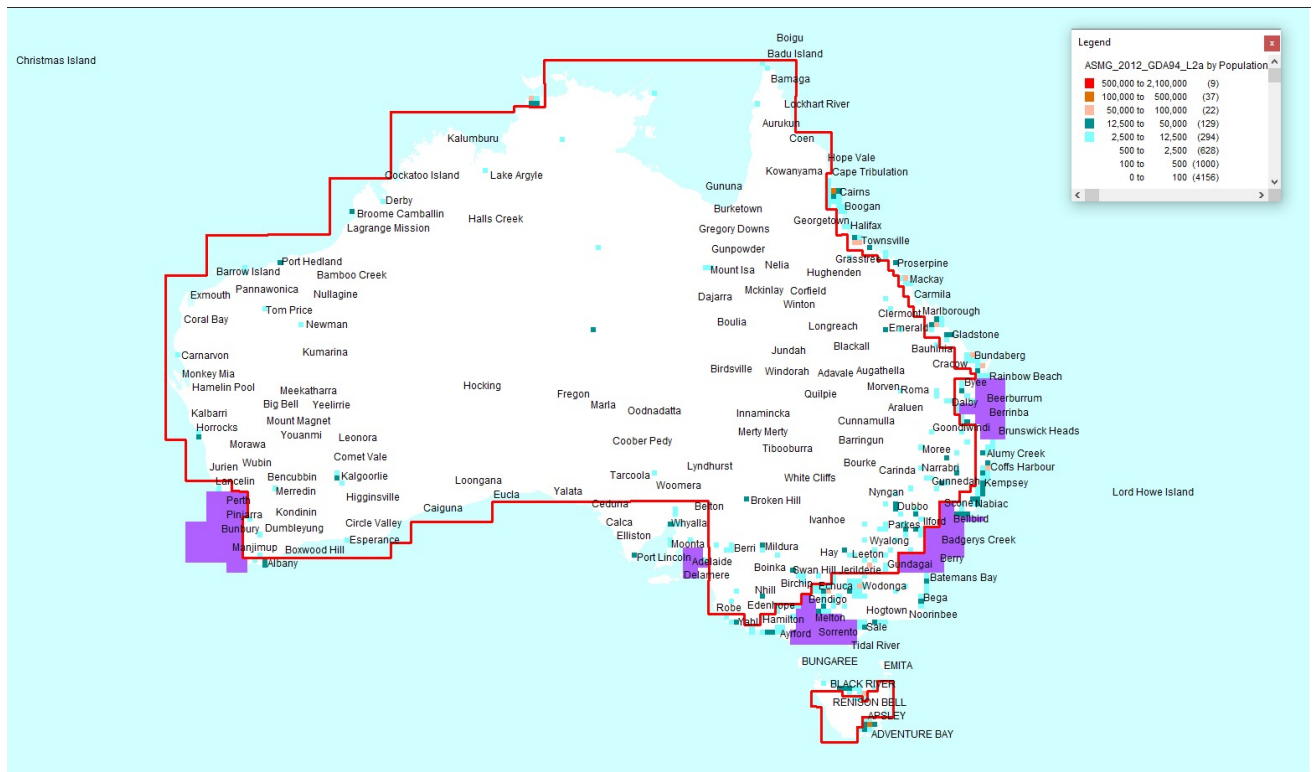 Boigu
Legend
x
Badu Island
Christmas Island
ASMG_2012_GDA94_L2a by Population
Bamaga
500,000 to 2,100,000 (9)
100,000 to 500,000 (37)
50,000 to 100,000 (22)
12,500 to 50,000 (129)
2,500 to 12,500 (294)
500 to 2,500 (628)
100 to 500 (1000)
0 to 100 (4156)
Lockhart River
Aurukun
Kalumburu
Coen
Hope Vale
Cockatoo Island
Lake Argyle
Kowanyama
Cape Tribulation
Gununa
Cairns
Derby
Boogan
Broome Camballin
Halls Creek
Burketown
Georgetown
Halifax
Lagrange Mission
Gregory Downs
Townsville
Gunpowder
Grasstree
Port Hedland
Nelia
Proserpine
Barrow Island
Bamboo Creek
Mount Isa
Hughenden
Mackay
Pannawonica
Nullagine
Mckinlay
Corfield
Exmouth
Dajarra
Winton
Carmila
Tom Price
Clermont
Marlborough
Coral Bay
Newman
Boulia
Longreach
Emerald
Gladstone
Blackall
Bauhinia
Carnarvon
Kumarina
Jundah
Bundaberg
Cracow
Monkey Mia
Birdsville
Windorah
Adavale
Augathella
Rainbow Beach
Hamelin Pool
Meekatharra
Hocking
Fregon
Morven
Roma
Byee
Quilpie
Beerburrum
Big Bell
Yeelirrie
Marla
Araluen
Dalby
Kalbarri
Oodnadatta
Innamincka
Berrinba
Mount Magnet
Cunnamulla
Horrocks
Goondiwindi
Brunswick Heads
Youanmi
Leonora
Merty Merty
Morawa
Coober Pedy
Barringun
Tibooburra
Moree
Alumy Creek
Wubin
Comet Vale
Bourke
Jurien
Lyndhurst
Carinda
Narrabri
Coffs Harbour
Bencubbin
Kalgoorlie
Loongana
Tarcoola
White Cliffs
Gunnedah
Kempsey
Lancelin
Merredin
Eucla
Yalata
Woomera
Nyngan
Lord Howe Island
Perth
Higginsville
Ceduna
Broken Hill
Dubbo
Scone
Nabiac
Pinjarra
Kondinin
Caiguna
Belton
Ivanhoe
Ilford
Bellbird
Bunbury
Dumbleyung
Circle Valley
Calca
Whyalla
Parkes
Elliston
Wyalong
Badgerys Creek
Manjimup
Boxwood Hill
Esperance
Moonta
Berri
Mildura
Hay
Leeton
Albany
Port Lincoln
Adelaide
Boinka
Swan Hill
Jerilderie
Gundagai
Berry
Delamere
Birchip
Echuca
Wodonga
Batemans Bay
Nhill
Robe
Edenhope
Bendigo
Hogtown
Bega
Yahl
Hamilton
Melton
Noorinbee
Sorrento
Sale
Tidal River
BUNGAREE
EMITA
BLACK RIVER
RENISON BELL
APSLEY
ADVENTURE BAY